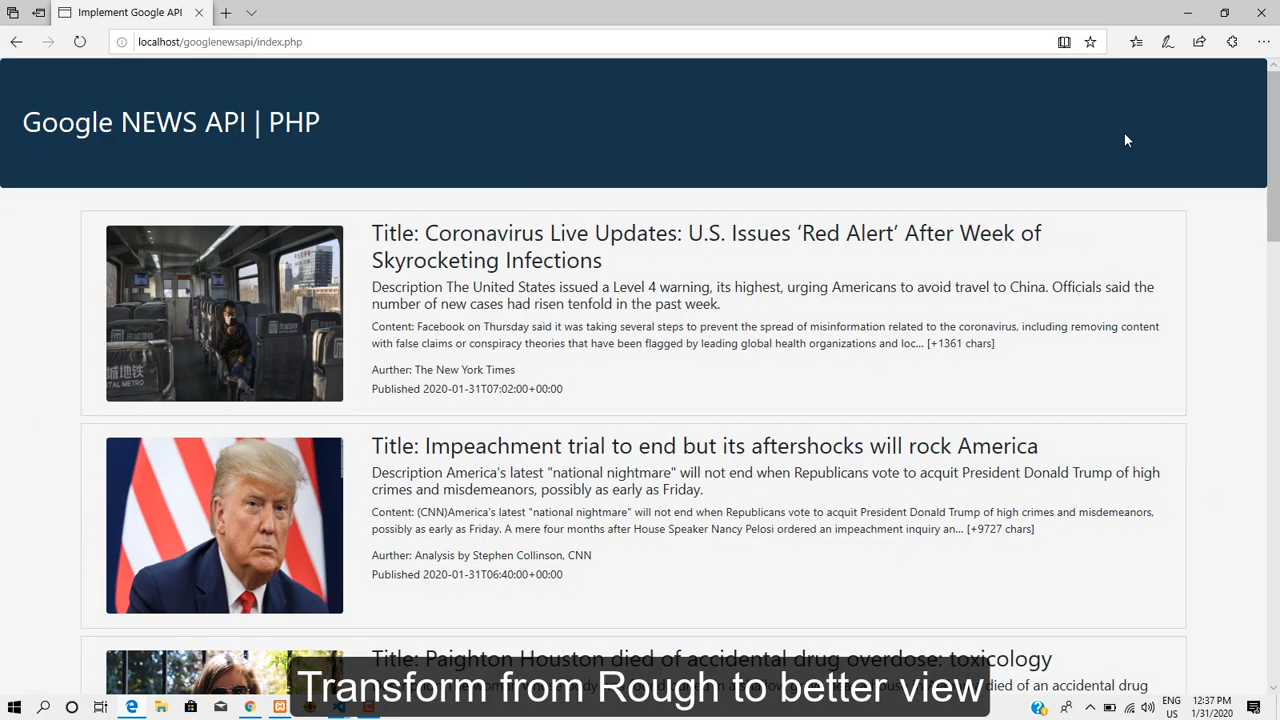 Implement Google API
localhost/googlenewsapi/index.php
Google NEWS API | PHP
Title: Coronavirus Live Updates: U.S. Issues ‘Red Alert’ After Week of
Skyrocketing Infections
Description The United States issued a Level 4 warning, its highest, urging Americans to avoid travel to China. Officials said the
number of new cases had risen tenfold in the past week.
Content: Facebook on Thursday said it was taking several steps to prevent the spread of misinformation related to the coronavirus, including removing content
with false claims or conspiracy theories that have been flagged by leading global health organizations and loc... [+1361 chars]
Aurther: The New York Times
Published 2020-01-31T07:02:00+00:00
Title: Impeachment trial to end but its aftershocks will rock America
Description America's latest "national nightmare" will not end when Republicans vote to acquit President Donald Trump of high
crimes and misdemeanors, possibly as early as Friday.
Content: (CNN)America's latest "national nightmare" will not end when Republicans vote to acquit President Donald Trump of high crimes and misdemeanors,
possibly as early as Friday. A mere four months after House Speaker Nancy Pelosi ordered an impeachment inquiry an... [+9727 chars]
Aurther: Analysis by Stephen Collinson, CNN
Published 2020-01-31T06:40:00+00:00
Title: Paighton Houston died of accidental drug overdose: toxicology
died of an accidental drug
Transform from Rough to better view
ENG
US
12:37 PM
1/31/2020